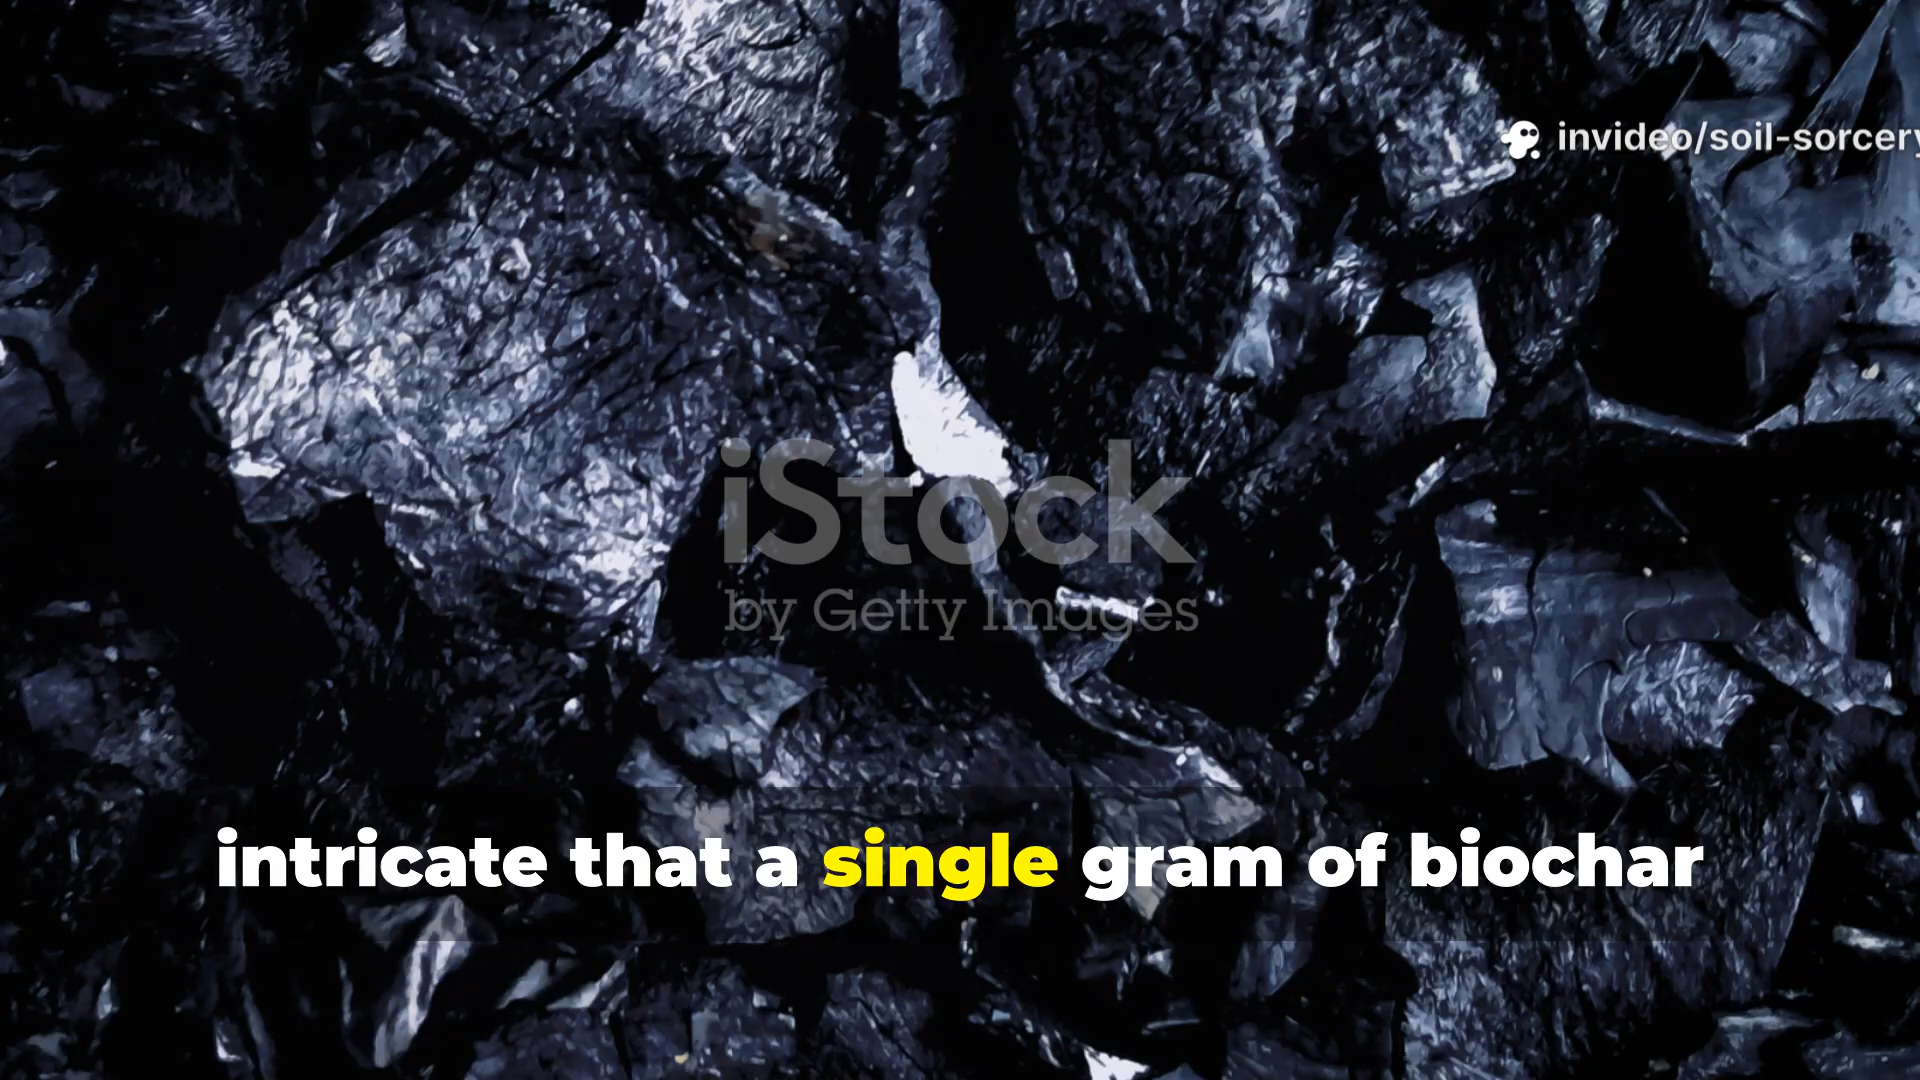 invideo/soil-sorcery
iStock
by Getty Images
intricate that a single gram of biochar